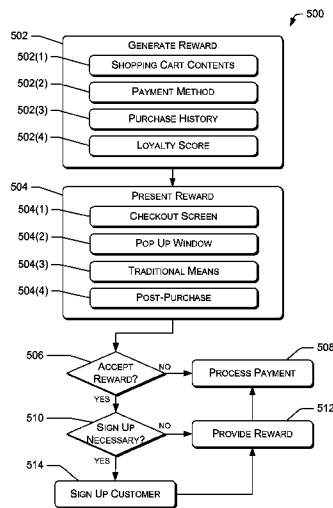 500
502
GENERATE REWARD
502(1)
SHOPPING CART CONTENTS
502(2)
PAYMENT METHOD
502(3)
PURCHASE HISTORY
502(4)
LOYALTY SCORE
504
PRESENT REWARD
504(1)
CHECKOUT SCREEN
504(2)
POP UP WINDOW
504(3)
TRADITIONAL MEANS
504(4)
POST-PURCHASE
506
ACCEPT
REWARD?
NO
YES
508
PROCESS PAYMENT
510
SIGN UP
NECESSARY?
NO
YES
512
PROVIDE REWARD
514
SIGN UP CUSTOMER